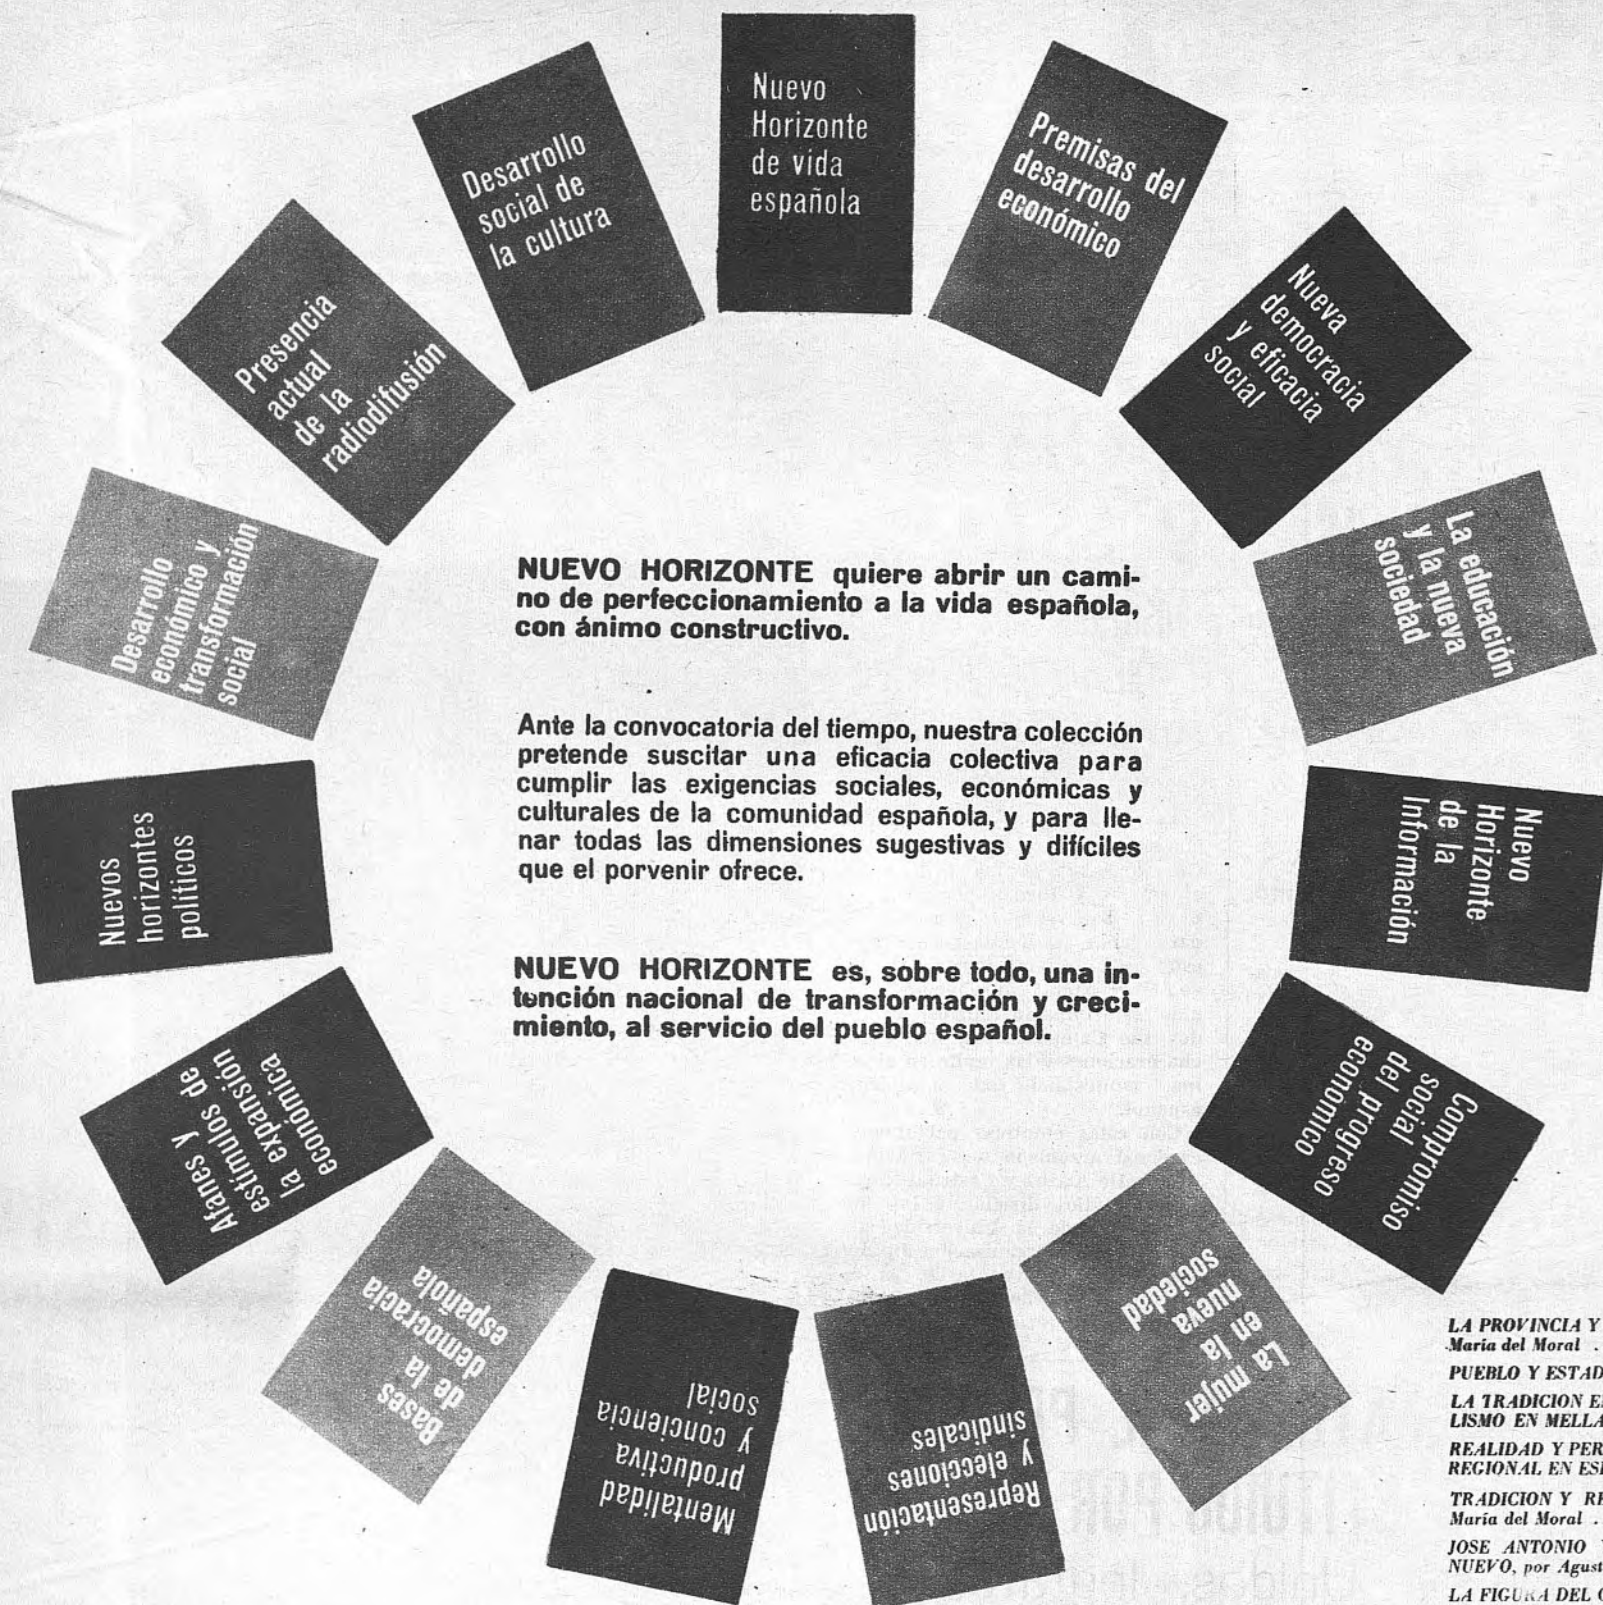 Nuevo
Horizonte
de vida
española
Premisas del
desarrollo
económico
Nueva
democracia
y eficacia
social
La educación
y la nueva
sociedad
Nuevo
Horizonte
de la
Información
Compromiso
social
del progreso
economico
La mujer
en la
nueva
sociedad
Representación
y elecciones
sindicales
Mentalidad
productiva
y conciencia
social
Bases
de la
democracia
española
Afanes y
estímulos de
la expansión
económica
Nuevos
horizontes
políticos
Desarrollo
económico y
transformación
social
Presencia
actual
de la
radiodifusión
Desarrollo
social de
la cultura
NUEVO HORIZONTE quiere abrir un cami-
no de perfeccionamiento a la vida española,
con ánimo constructivo.
Ante la convocatoria del tiempo, nuestra colección
pretende suscitar una eficacia colectiva para
cumplir las exigencias sociales, económicas y
culturales de la comunidad española, y para lle-
nar todas las dimensiones sugestivas y difíciles
que el porvenir ofrece.
NUEVO HORIZONTE es, sobre todo, una in-
tención nacional de transformación y creci-
miento, al servicio del pueblo español.
LA PROVINCIA Y
María del Moral .
PUEBLO Y ESTAD
LA TRADICION E
LISMO EN MELLA
REALIDAD Y PER
REGIONAL EN ES
TRADICION Y RE
María del Moral .
JOSE ANTONIO
NUEVO, por Agust
LA FIGURA DEL